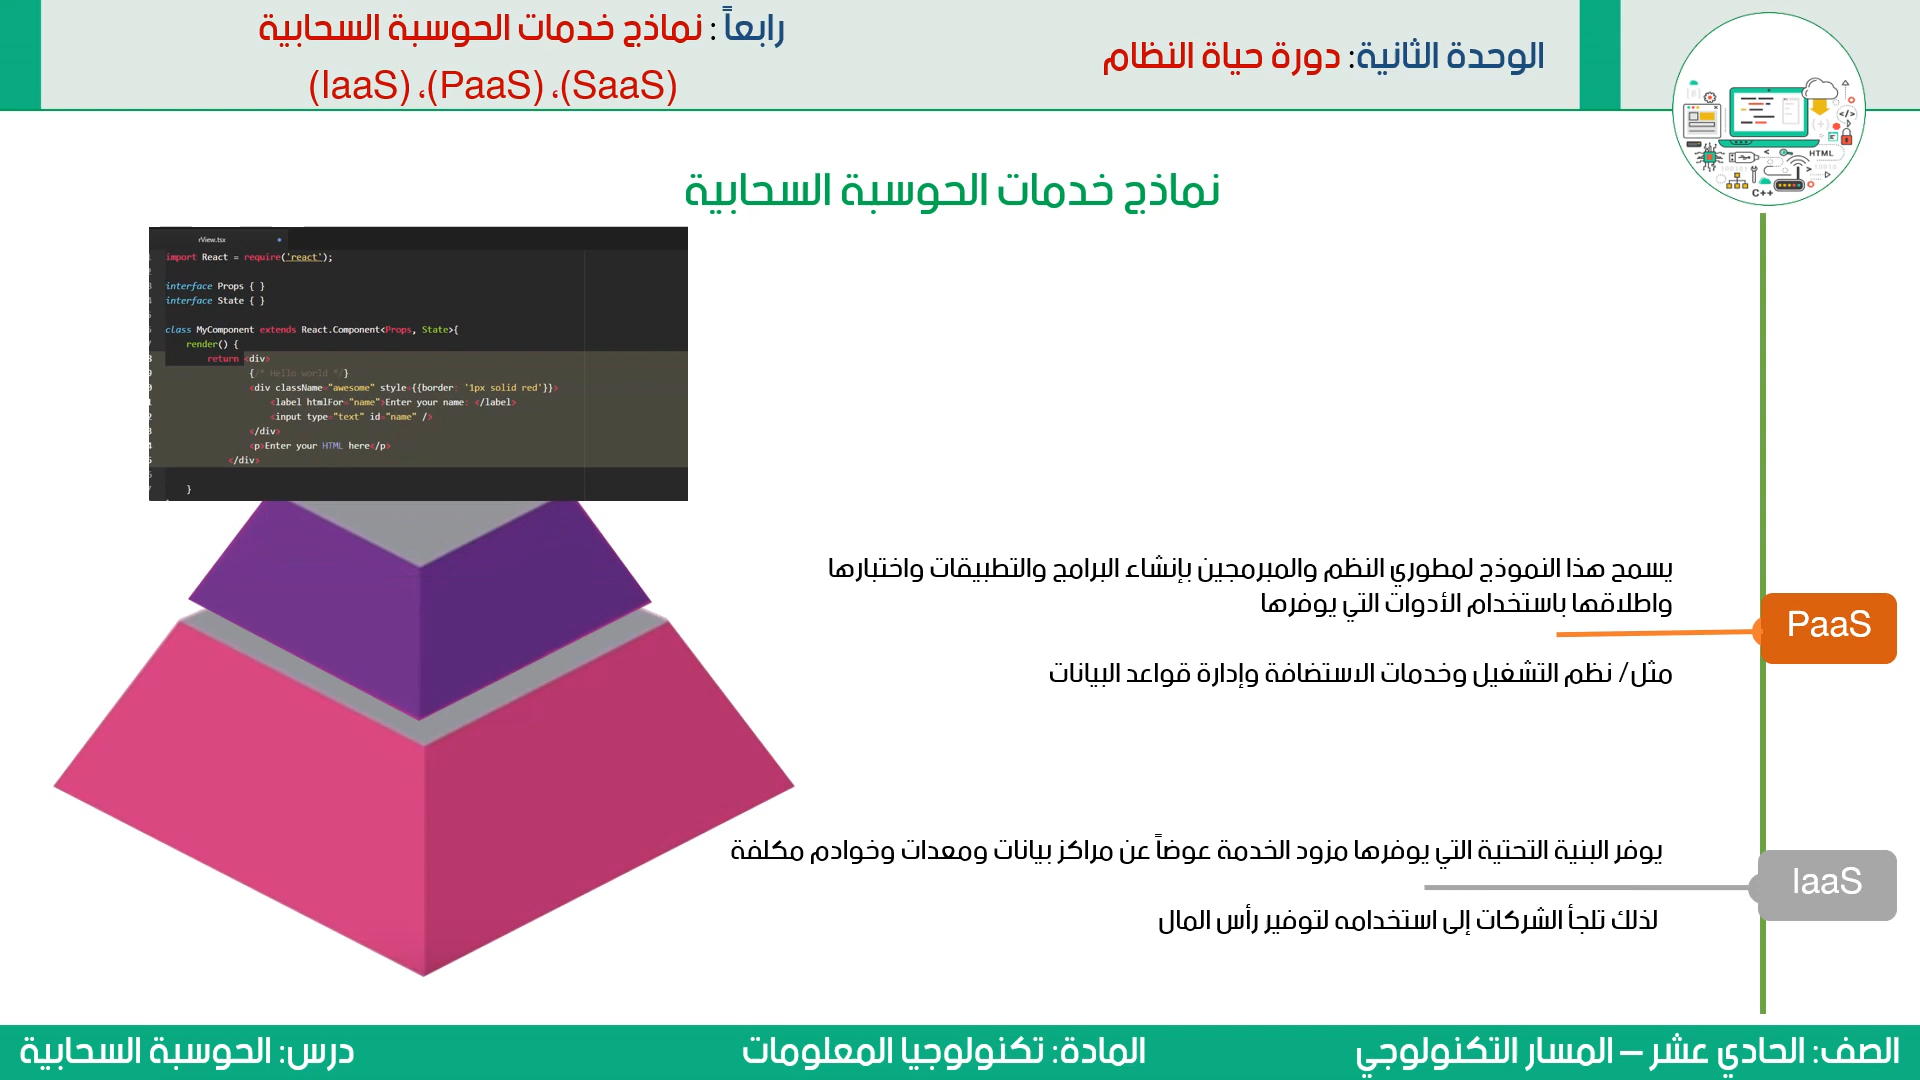 الوحدة الثانية: دورة حياة النظام
رابعاً : نماذج خدمات الحوسبة السحابية
(SaaS)، (PaaS)، (IaaS)
نماذج خدمات الحوسبة السحابية
HTML
C++
</>
rView.tsx
import React = require('react');
interface Props { }
interface State { }
class MyComponent extends React.Component<Props, State>{
render() {
return <div>
{/* Hello world */}
<div className="awesome" style={{border: '1px solid red'}}>
<label htmlFor="name">Enter your name: </label>
<input type="text" id="name" />
</div>
<p>Enter your HTML here</p>
</div>
}
يسمح هذا النموذج لمطوري النظم والمبرمجين بإنشاء البرامج والتطبيقات واختبارها
واطلاقها باستخدام الأدوات التي يوفرها
PaaS
مثل/ نظم التشغيل وخدمات الاستضافة وإدارة قواعد البيانات
يوفر البنية التحتية التي يوفرها مزود الخدمة عوضاً عن مراكز بيانات ومعدات وخوادم مكلفة
IaaS
لذلك تلجأ الشركات إلى استخدامه لتوفير رأس المال
الصف: الحادي عشر – المسار التكنولوجي
المادة: تكنولوجيا المعلومات
درس: الحوسبة السحابية